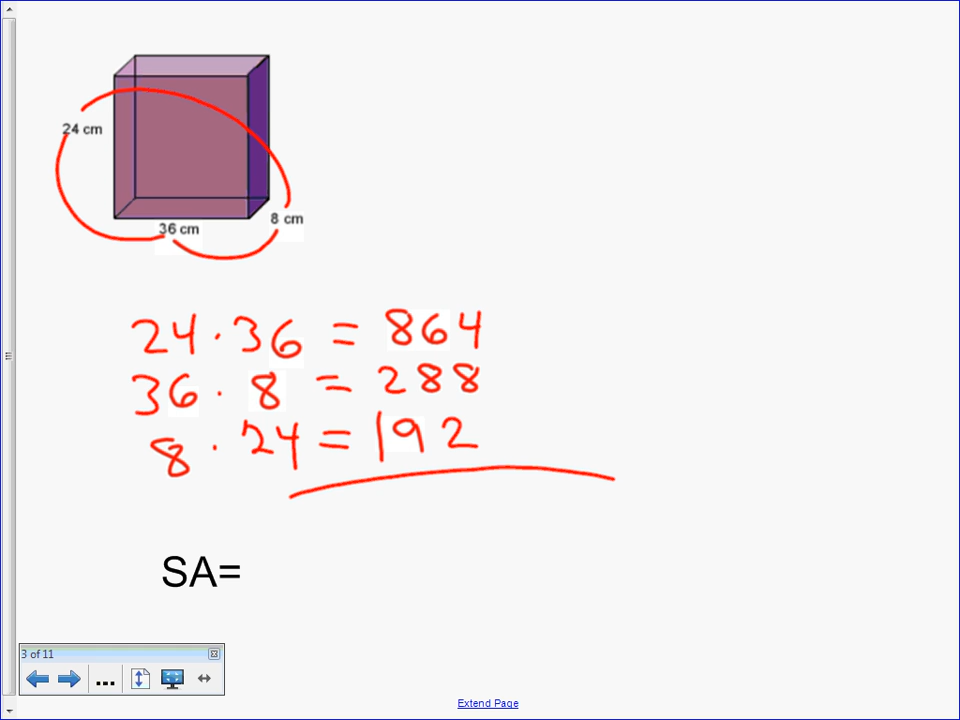 24 cm
8 cm
36 cm
24 · 36 = 864
36 · 8 = 288
8 · 24 = 192
SA=
3 of 11
...
Extend Page